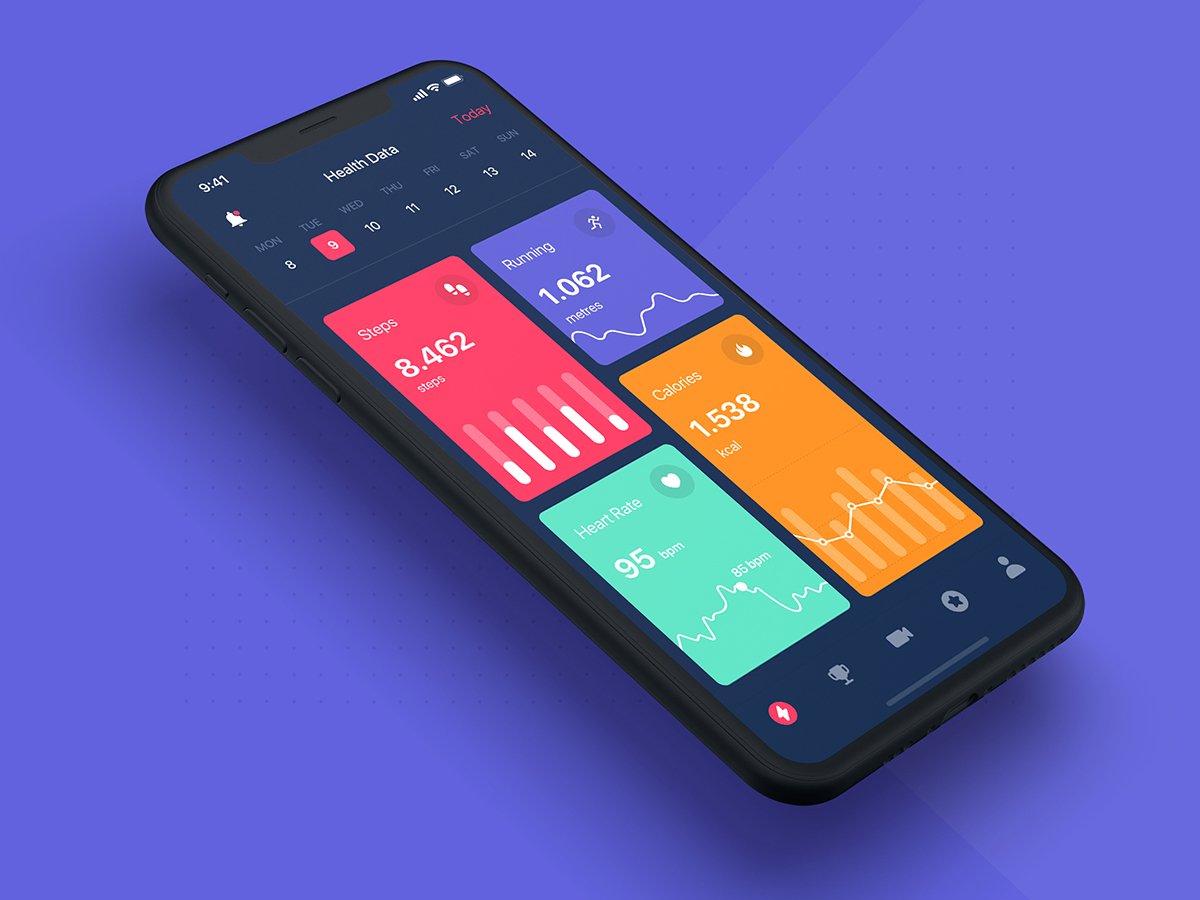 9:41
Health Data
Today
MON TUE WED THU FRI SAT SUN
8 9 10 11 12 13 14
Steps
8.462
steps
Running
1.062
metres
Calories
1.538
kcal
Heart Rate
95 bpm
85 bpm